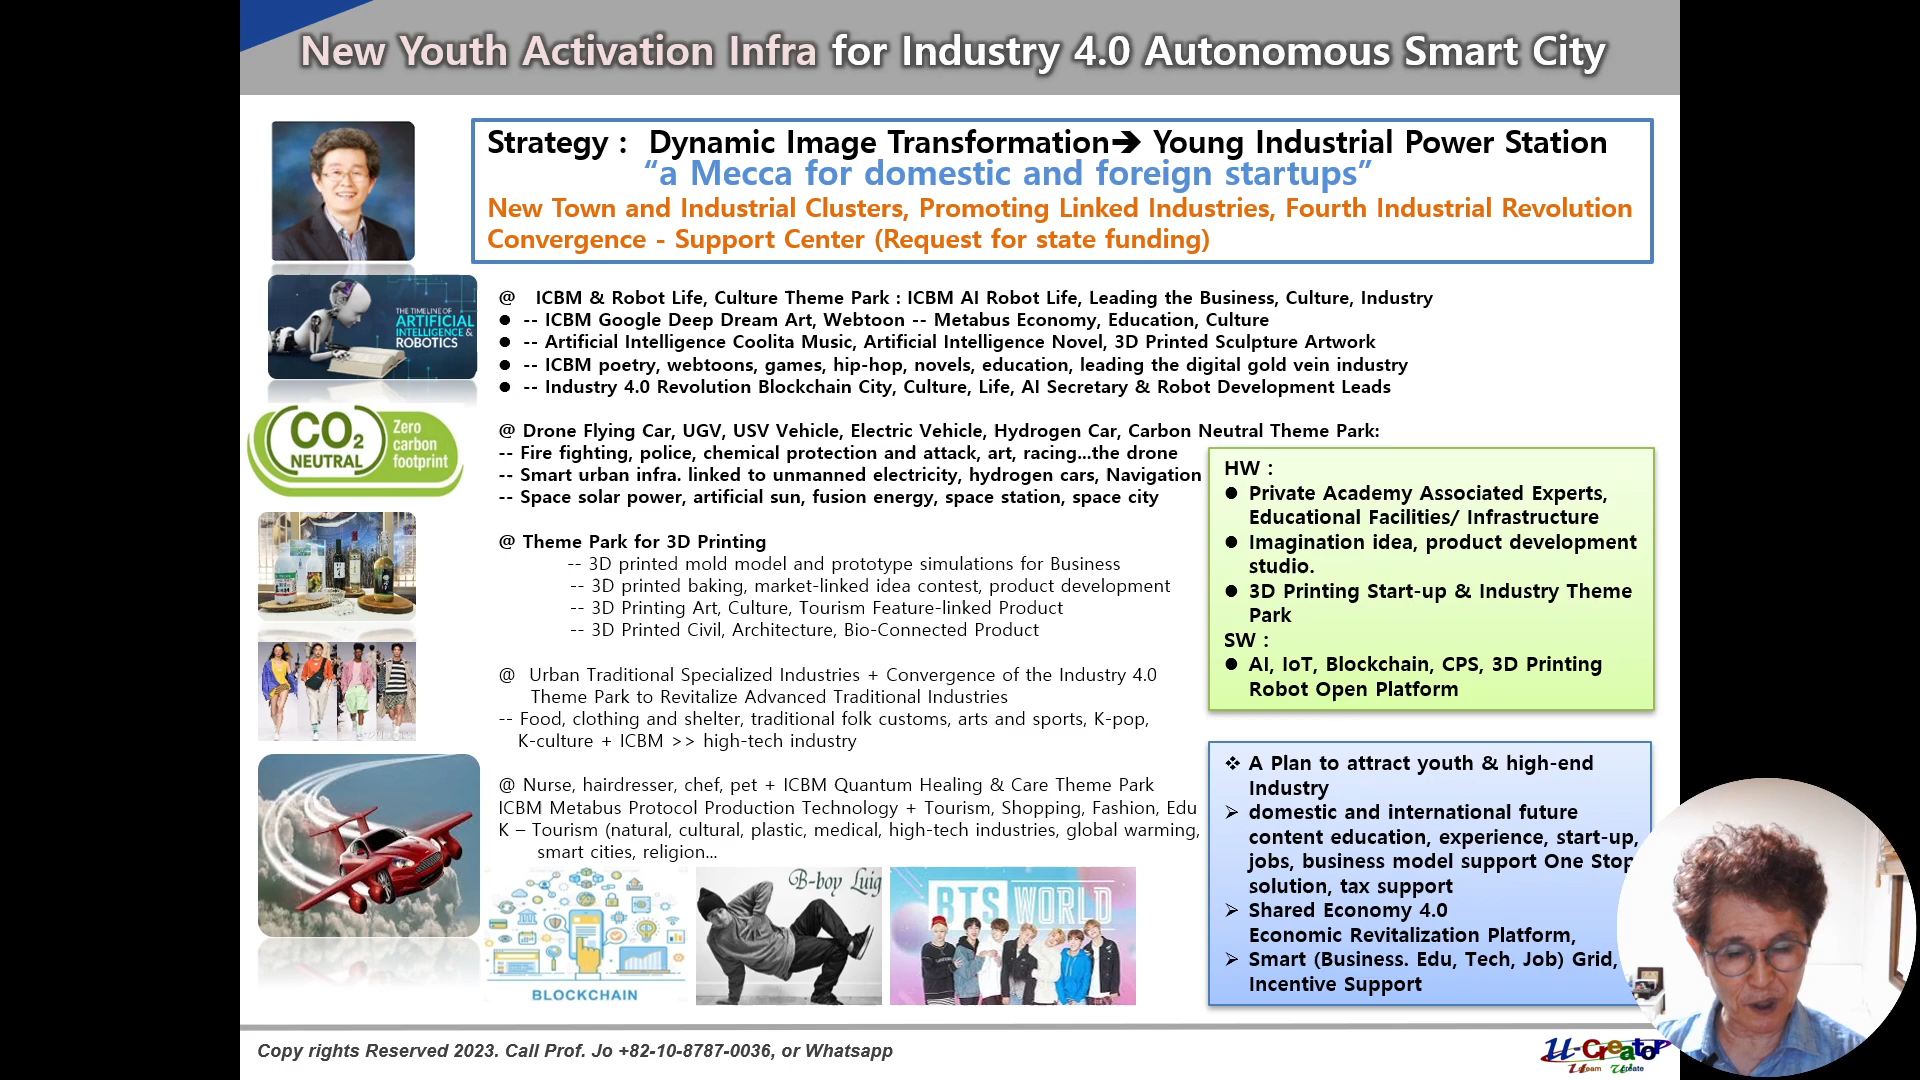 New Youth Activation Infra for Industry 4.0 Autonomous Smart City
Strategy : Dynamic Image Transformation➔ Young Industrial Power Station
“a Mecca for domestic and foreign startups”
New Town and Industrial Clusters, Promoting Linked Industries, Fourth Industrial Revolution
Convergence - Support Center (Request for state funding)
THE TIMELINE OF
ARTIFICIAL
INTELLIGENCE &
ROBOTICS
CO2
NEUTRAL
Zero
carbon
footprint
@ ICBM & Robot Life, Culture Theme Park : ICBM AI Robot Life, Leading the Business, Culture, Industry
● -- ICBM Google Deep Dream Art, Webtoon -- Metabus Economy, Education, Culture
● -- Artificial Intelligence Coolita Music, Artificial Intelligence Novel, 3D Printed Sculpture Artwork
● -- ICBM poetry, webtoons, games, hip-hop, novels, education, leading the digital gold vein industry
● -- Industry 4.0 Revolution Blockchain City, Culture, Life, AI Secretary & Robot Development Leads
@ Drone Flying Car, UGV, USV Vehicle, Electric Vehicle, Hydrogen Car, Carbon Neutral Theme Park:
-- Fire fighting, police, chemical protection and attack, art, racing...the drone
-- Smart urban infra. linked to unmanned electricity, hydrogen cars, Navigation
-- Space solar power, artificial sun, fusion energy, space station, space city
@ Theme Park for 3D Printing
-- 3D printed mold model and prototype simulations for Business
-- 3D printed baking, market-linked idea contest, product development
-- 3D Printing Art, Culture, Tourism Feature-linked Product
-- 3D Printed Civil, Architecture, Bio-Connected Product
@ Urban Traditional Specialized Industries + Convergence of the Industry 4.0
Theme Park to Revitalize Advanced Traditional Industries
-- Food, clothing and shelter, traditional folk customs, arts and sports, K-pop,
K-culture + ICBM >> high-tech industry
@ Nurse, hairdresser, chef, pet + ICBM Quantum Healing & Care Theme Park
ICBM Metabus Protocol Production Technology + Tourism, Shopping, Fashion, Edu
K – Tourism (natural, cultural, plastic, medical, high-tech industries, global warming,
smart cities, religion...
HW :
● Private Academy Associated Experts,
Educational Facilities/ Infrastructure
● Imagination idea, product development
studio.
● 3D Printing Start-up & Industry Theme
Park
SW :
● AI, IoT, Blockchain, CPS, 3D Printing
Robot Open Platform
❖ A Plan to attract youth & high-end
Industry
➢ domestic and international future
content education, experience, start-up,
jobs, business model support One Stop
solution, tax support
➢ Shared Economy 4.0
Economic Revitalization Platform,
➢ Smart (Business. Edu, Tech, Job) Grid,
Incentive Support
BLOCKCHAIN
B-boy Luig
BTS WORLD
Copy rights Reserved 2023. Call Prof. Jo +82-10-8787-0036, or Whatsapp
U-Creator